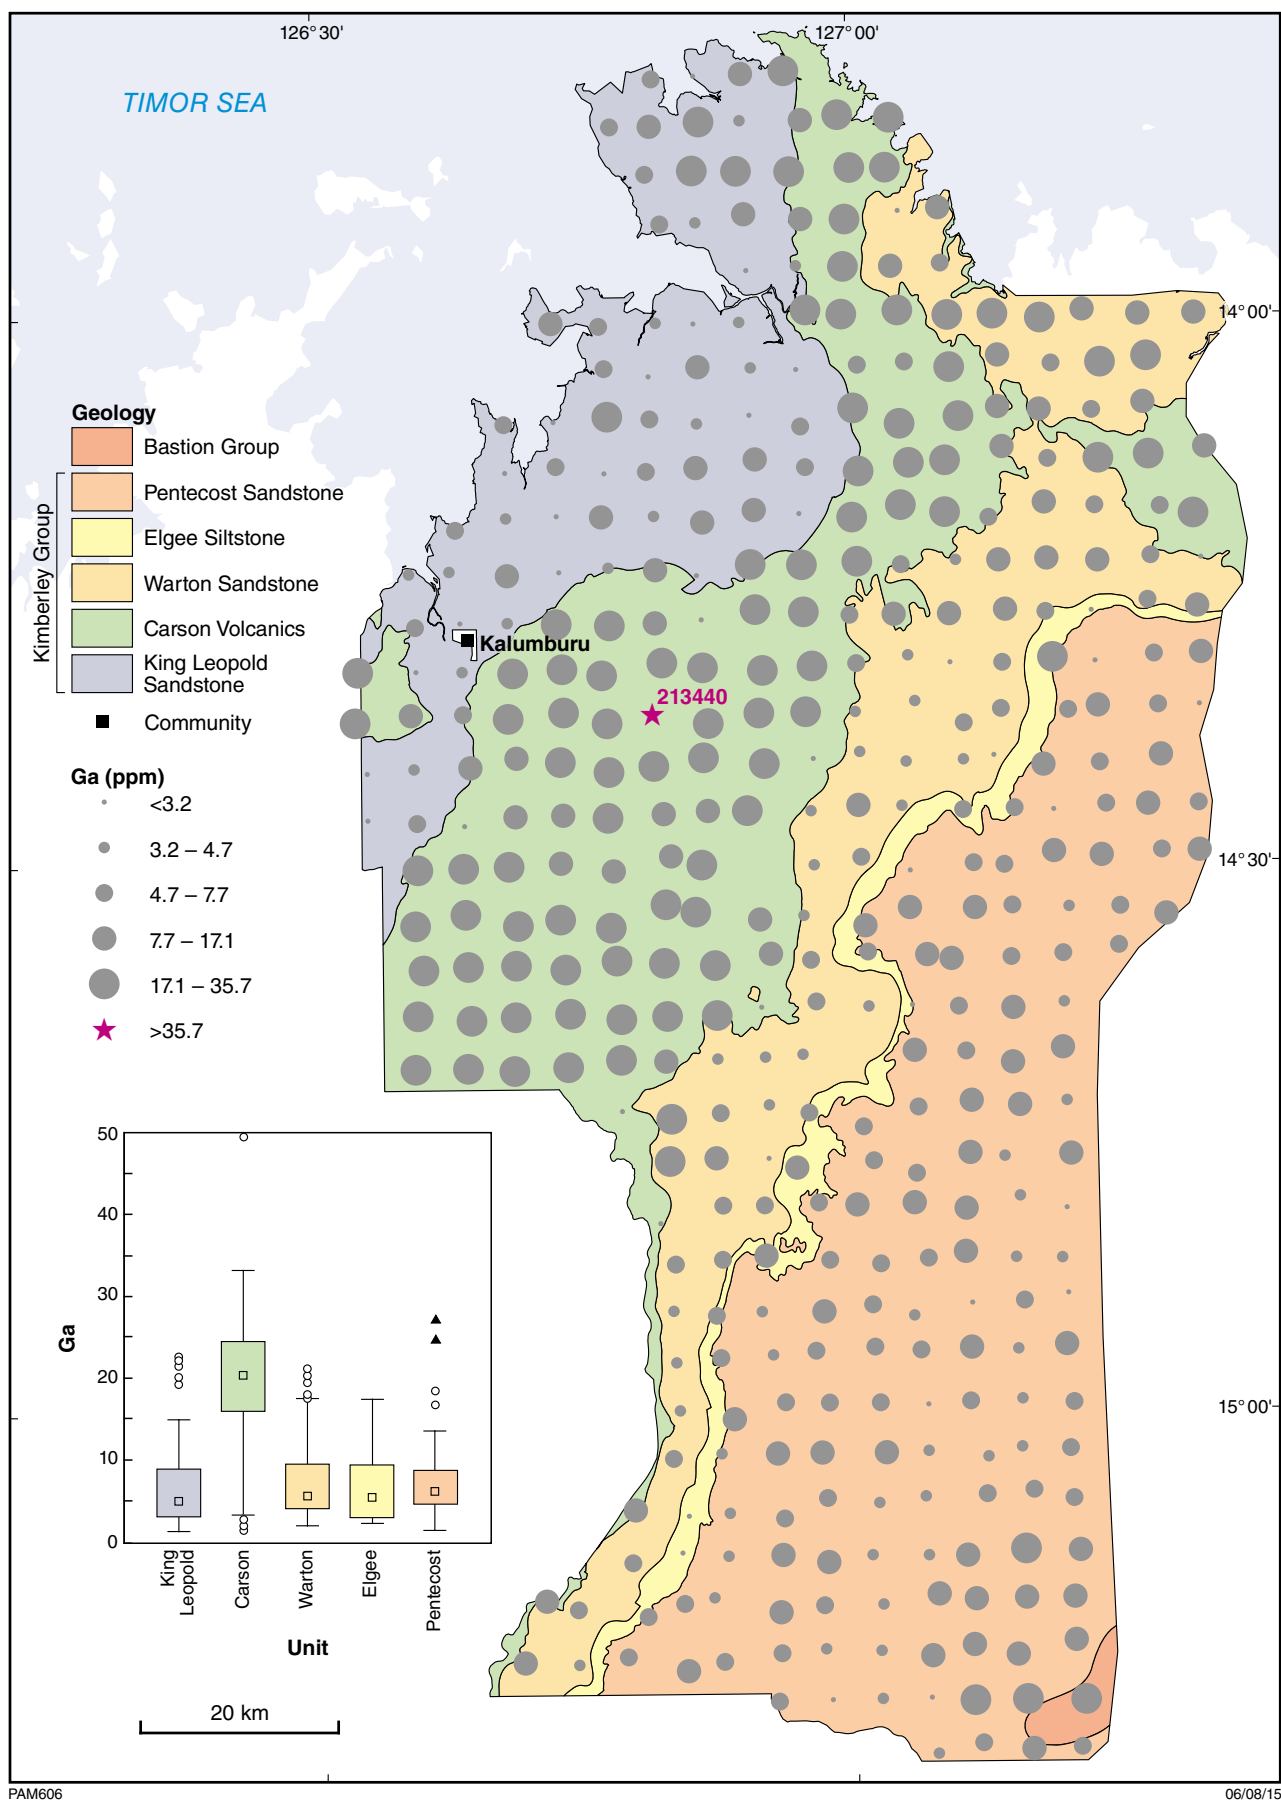 126°30'
127°00'
TIMOR SEA
14°00'
Geology
Bastion Group
Kimberley Group
Pentecost Sandstone
Elgee Siltstone
Warton Sandstone
Carson Volcanics
King Leopold
Sandstone
Community
Kalumburu
213440
Ga (ppm)
<3.2
3.2 – 4.7
4.7 – 7.7
7.7 – 17.1
17.1 – 35.7
>35.7
14°30'
50
40
30
20
10
0
Ga
King
Leopold
Carson
Warton
Elgee
Pentecost
Unit
15°00'
20 km
PAM606
06/08/15